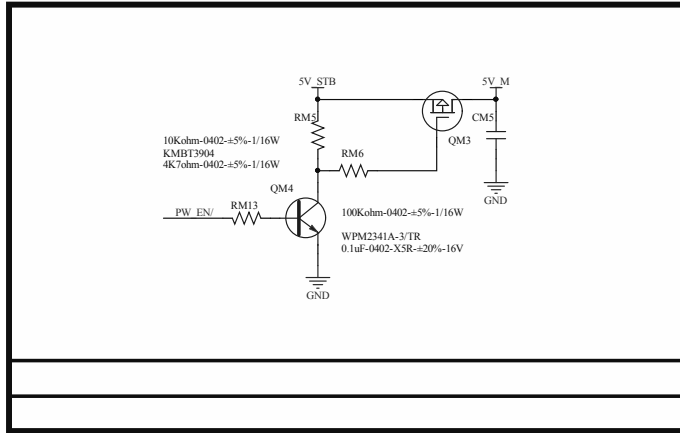 5V_STB
5V_M
RM5
CM5
10Kohm-0402-±5%-1/16W
KMBT3904
4K7ohm-0402-±5%-1/16W
RM6
QM3
QM4
GND
PW_EN/
RM13
100Kohm-0402-±5%-1/16W
WPM2341A-3/TR
0.1uF-0402-X5R-±20%-16V
GND